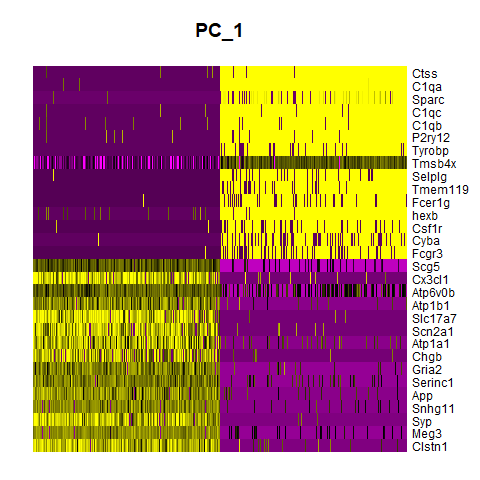 PC_1
Ctss
C1qa
Sparc
C1qc
C1qb
P2ry12
Tyrobp
Tmsb4x
Selplg
Tmem119
Fcer1g
hexb
Csf1r
Cyba
Fcgr3
Scg5
Cx3cl1
Atp6v0b
Atp1b1
Slc17a7
Scn2a1
Atp1a1
Chgb
Gria2
Serinc1
App
Snhg11
Syp
Meg3
Clstn1